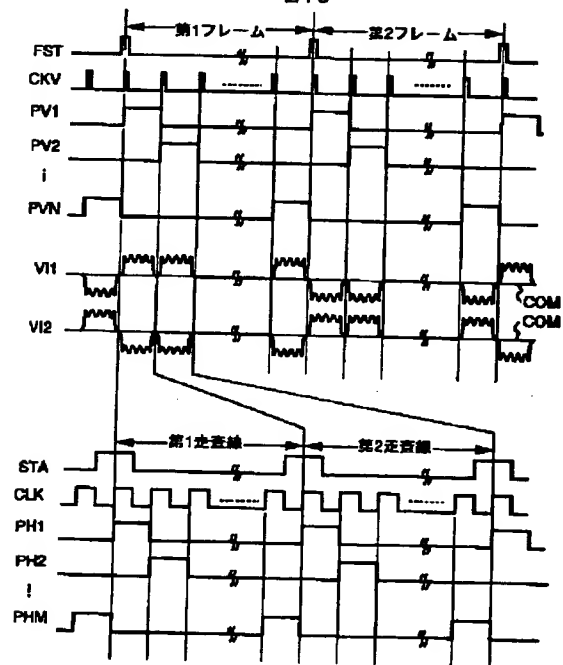 第1フレーム 第2フレーム
FST
CKV
PV1
PV2
PVN
VI1
COM
COM
VI2
第1走査線 第2走査線
STA
CLK
PH1
PH2
PHM